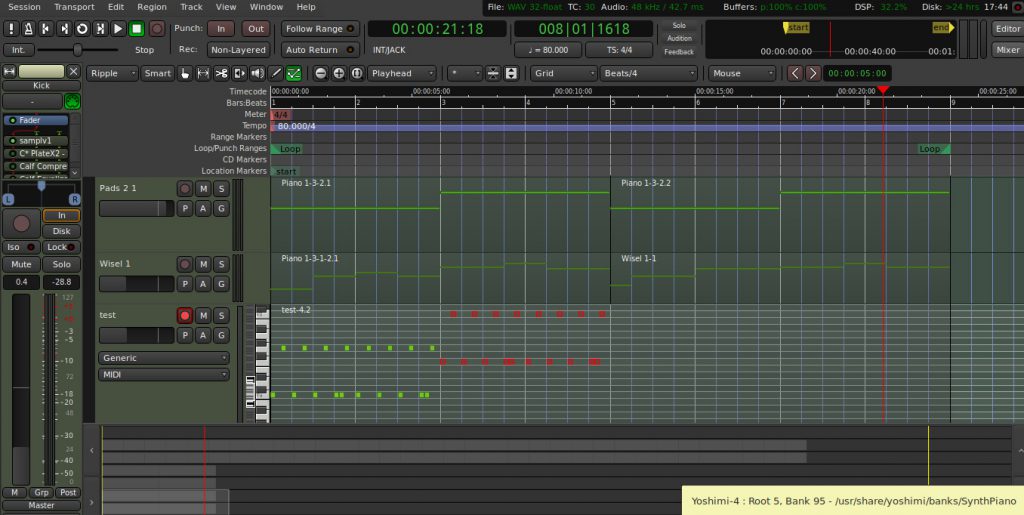 Session Transport Edit Region Track View Window Help File: WAV 32-float TC: 30 Audio: 48 kHz / 42.7 ms Buffers: p:100% c:100% DSP: 32.2% Disk: >24 hrs 17:44
Punch: In Out Follow Range 00:00:21:18 008|01|1618 Solo start end Editor
Audition
Int. Stop Rec: Non-Layered Auto Return INT/JACK ♩ = 80.000 TS: 4/4 Feedback 00:00:00:00 00:00:40:00 00:01: Mixer
Ripple Smart Playhead * Grid Beats/4 Mouse 00:00:05:00
Kick
-
Fader
samplv1
C* PlateX2 -
Calf Compre
L R
In
Disk
Iso Lock
Mute Solo
0.4 -28.8
127
-3
-5
-10
-18
-20
48
-30
-40
-50
M Grp Post
Master
Timecode 00:00:00:00 00:00:05:00 00:00:10:00 00:00:15:00 00:00:20:00 00:00:25:00
Bars:Beats 1 2 3 4 5 6 7 8 9
Meter 4/4
Tempo 80.000/4
Range Markers
Loop/Punch Ranges Loop Loop
CD Markers
Location Markers start
Pads 2 1 M S Piano 1-3-2.1 Piano 1-3-2.2
P A G
Wisel 1 M S Piano 1-3-1-2.1 Wisel 1-1
P A G
test M S test-4.2
P A G
Generic
MIDI
Yoshimi-4 : Root 5, Bank 95 - /usr/share/yoshimi/banks/SynthPiano